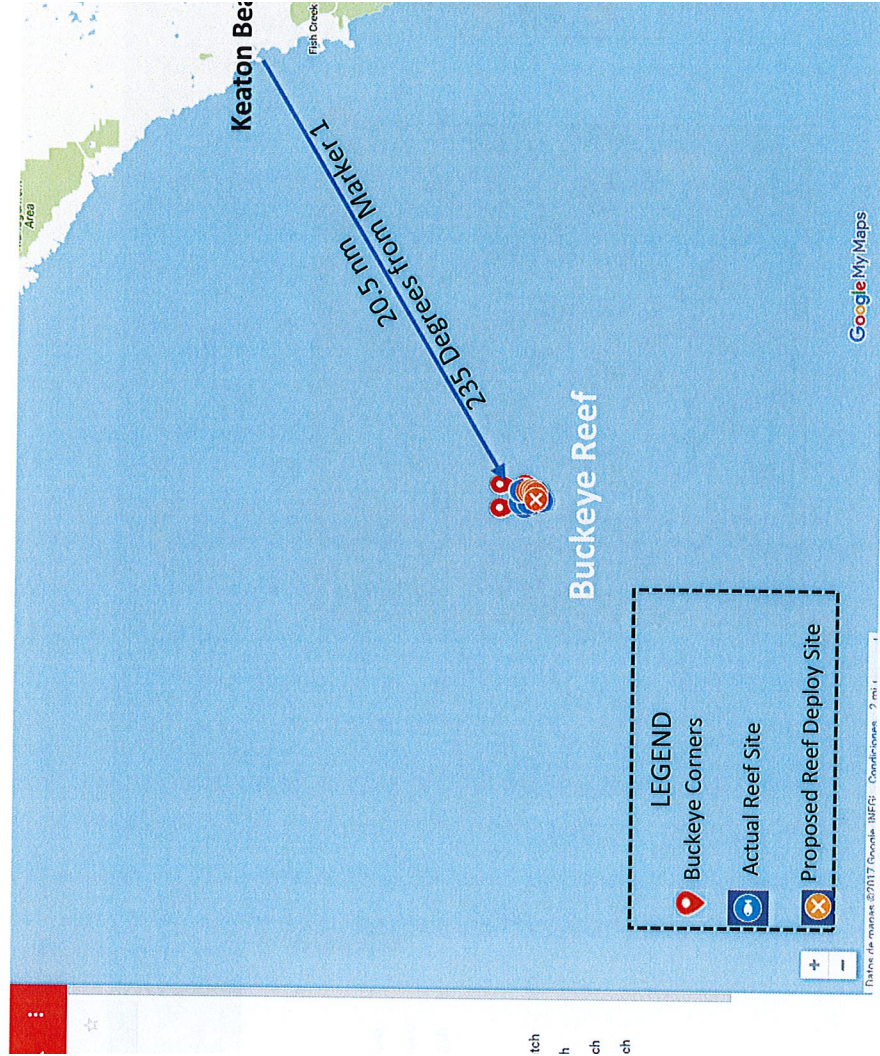 Area
Keaton Bea
Fish Creek
20.5 nm
235 Degrees from Marker 1
Buckeye Reef
LEGEND
Buckeye Corners
Actual Reef Site
Proposed Reef Deploy Site
tch
h
ch
ch
+
−
Datos de mapas ©2017 Google, INEGI Condiciones 2 mi
Google My Maps